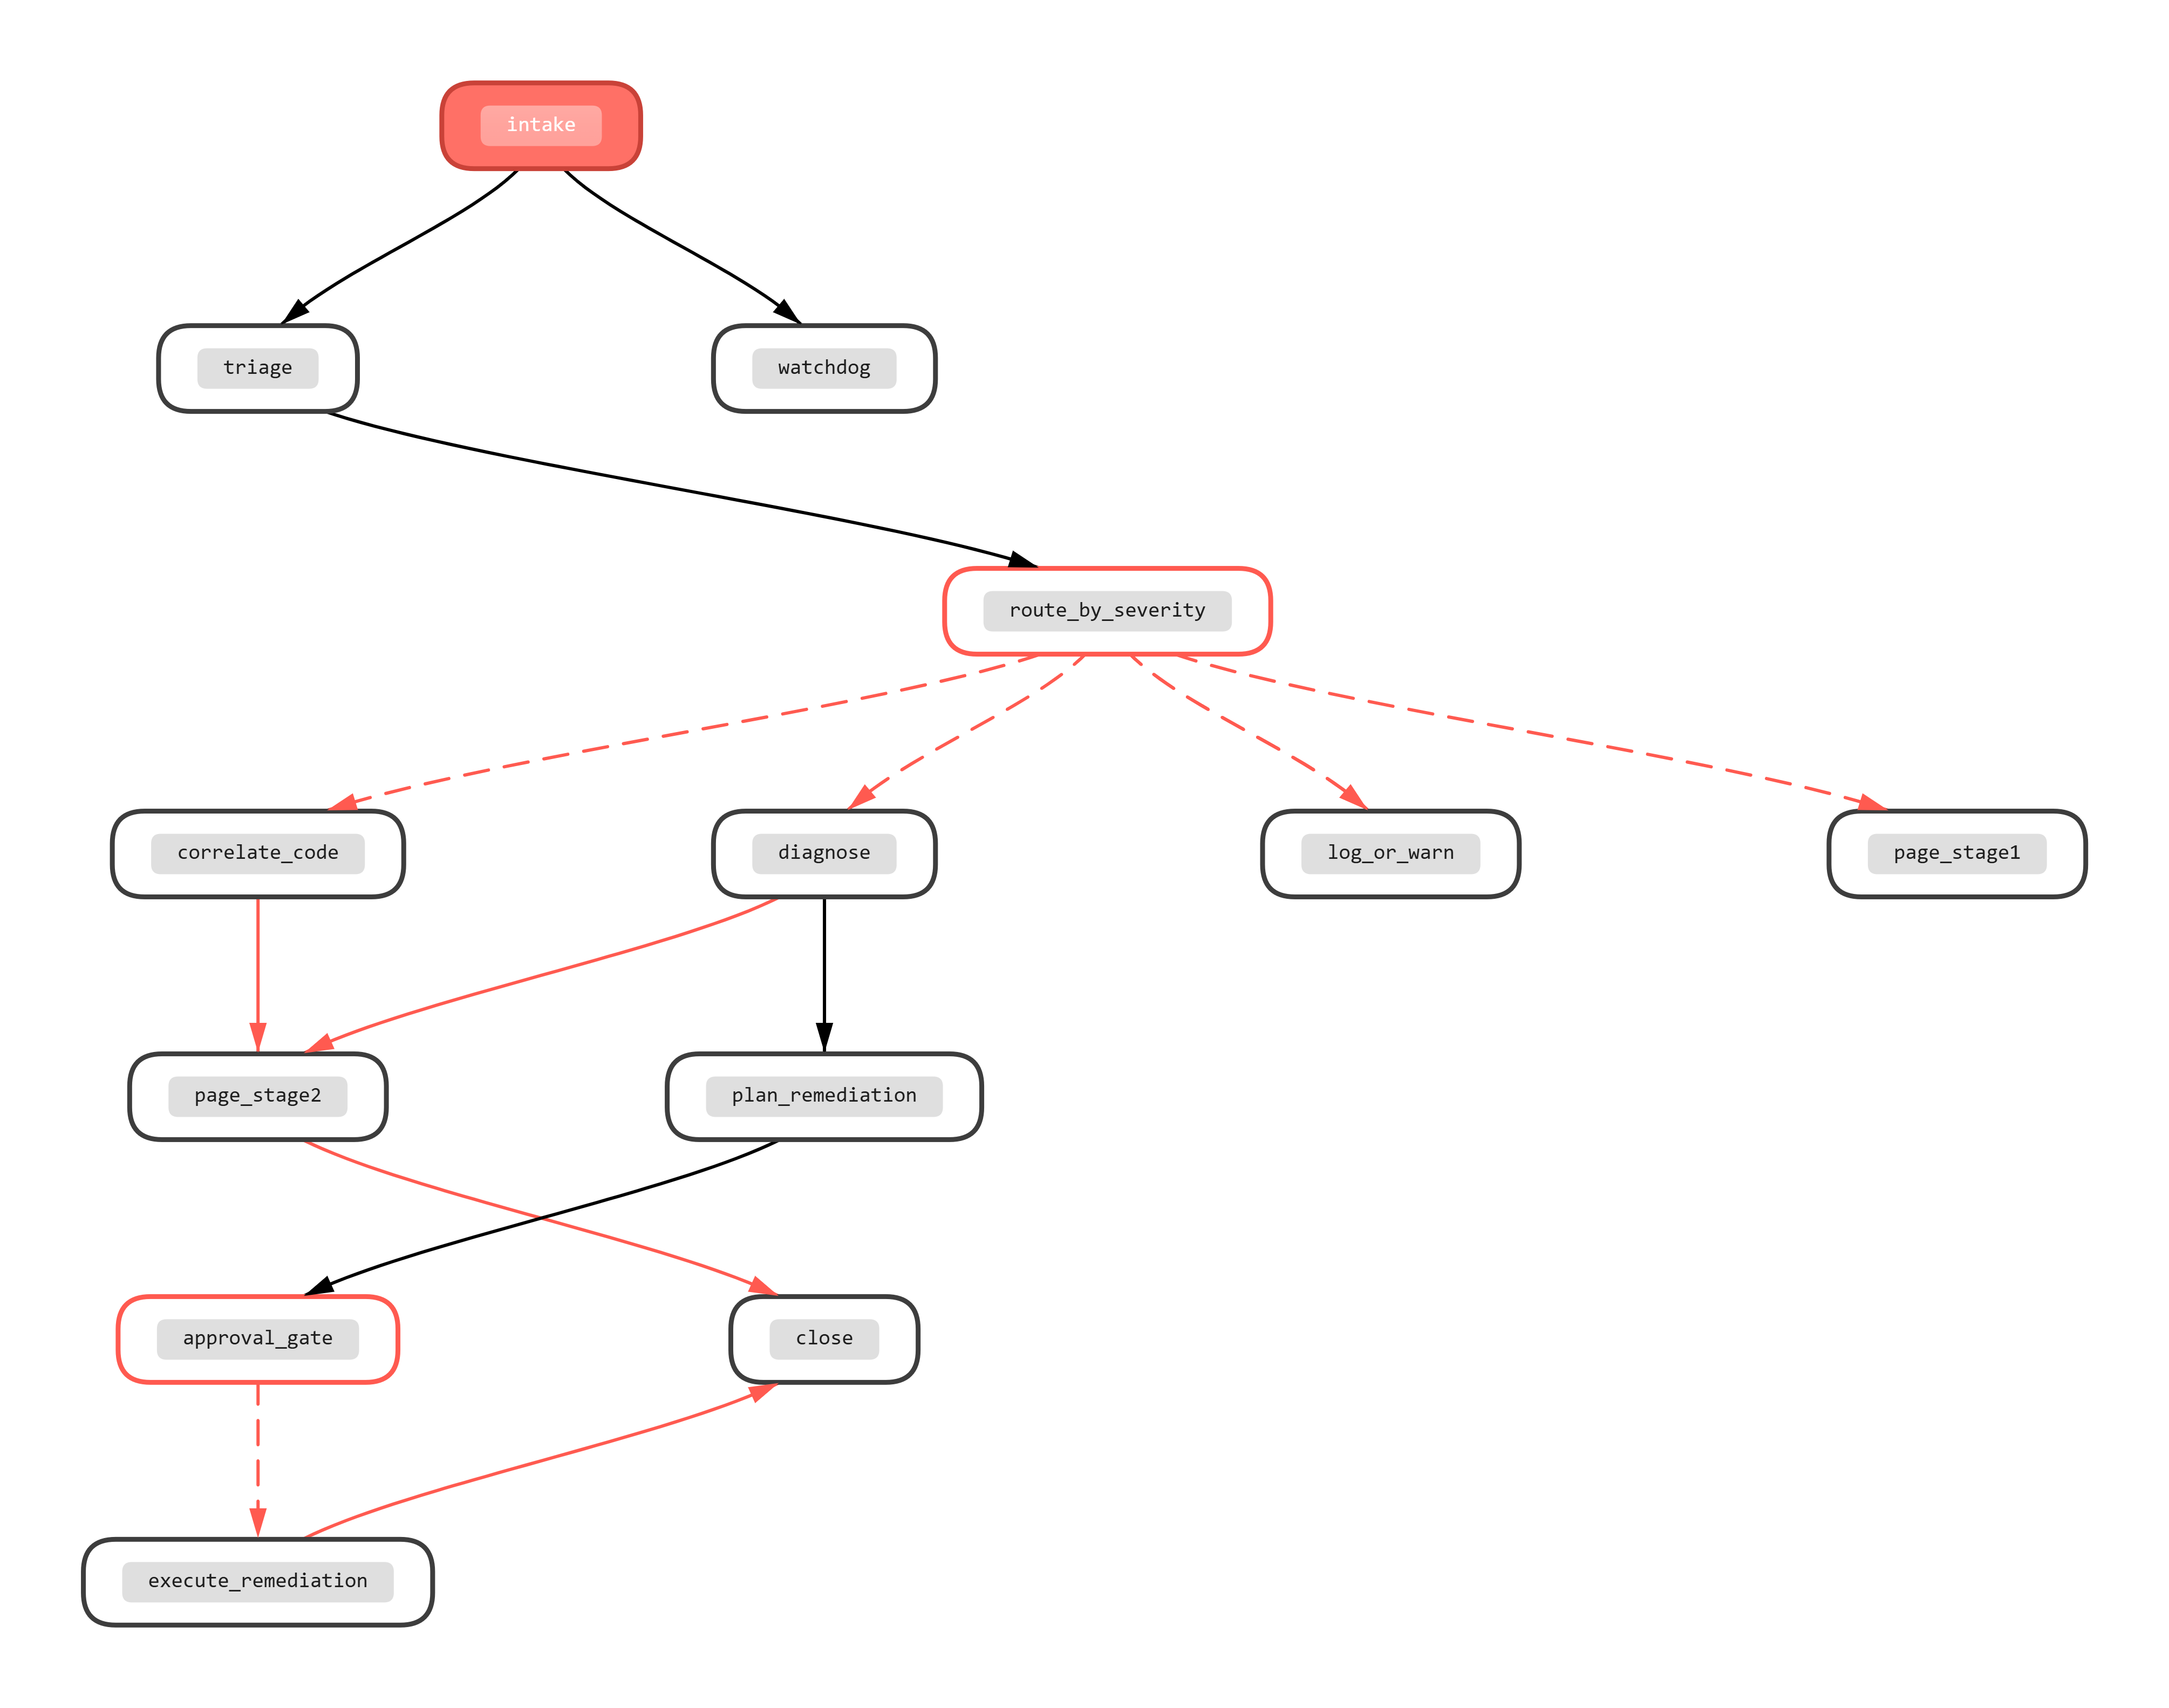 intake
triage
watchdog
route_by_severity
correlate_code
diagnose
log_or_warn
page_stage1
page_stage2
plan_remediation
approval_gate
close
execute_remediation